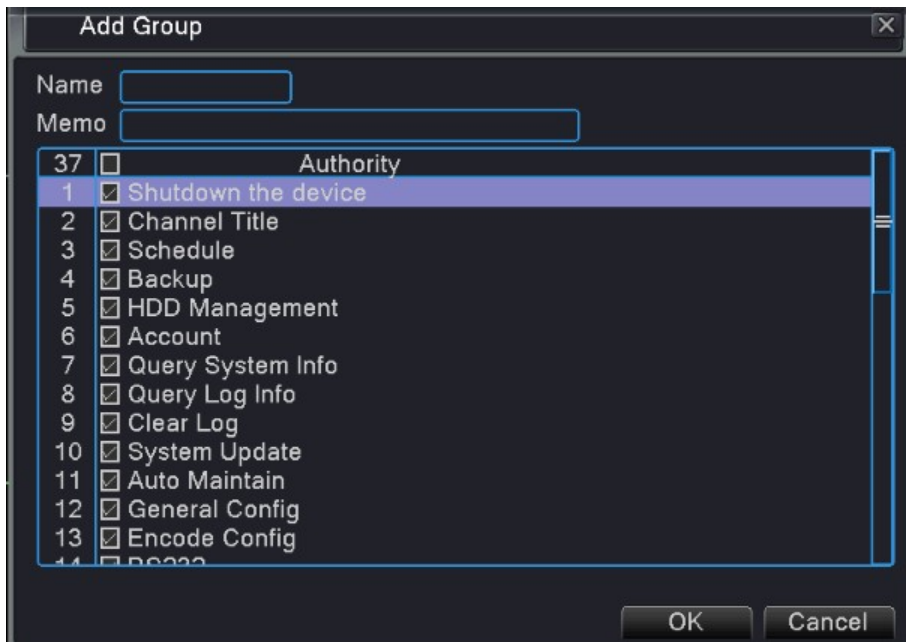 Add Group
Name
Memo
37 Authority
1 Shutdown the device
2 Channel Title
3 Schedule
4 Backup
5 HDD Management
6 Account
7 Query System Info
8 Query Log Info
9 Clear Log
10 System Update
11 Auto Maintain
12 General Config
13 Encode Config
14 RS232
OK Cancel